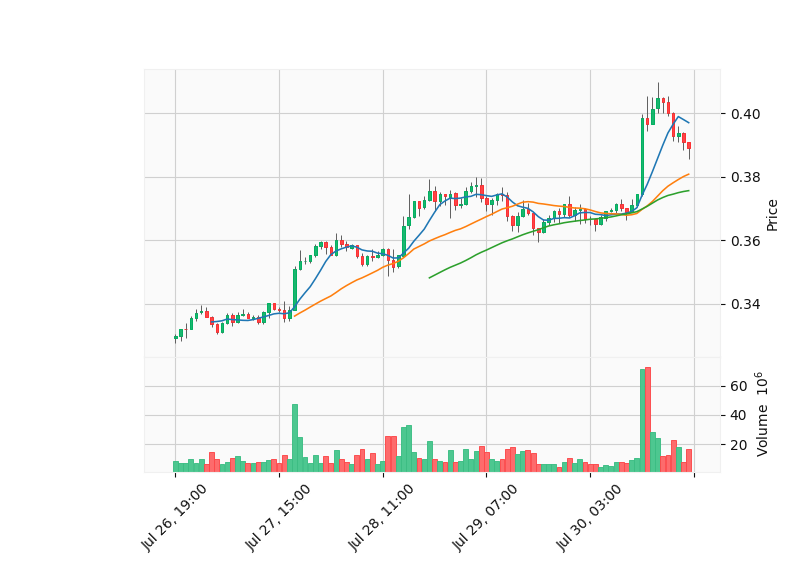 0.40
0.38
0.36
0.34
Price
60
40
20
Volume 10^6
Jul 26, 19:00
Jul 27, 15:00
Jul 28, 11:00
Jul 29, 07:00
Jul 30, 03:00